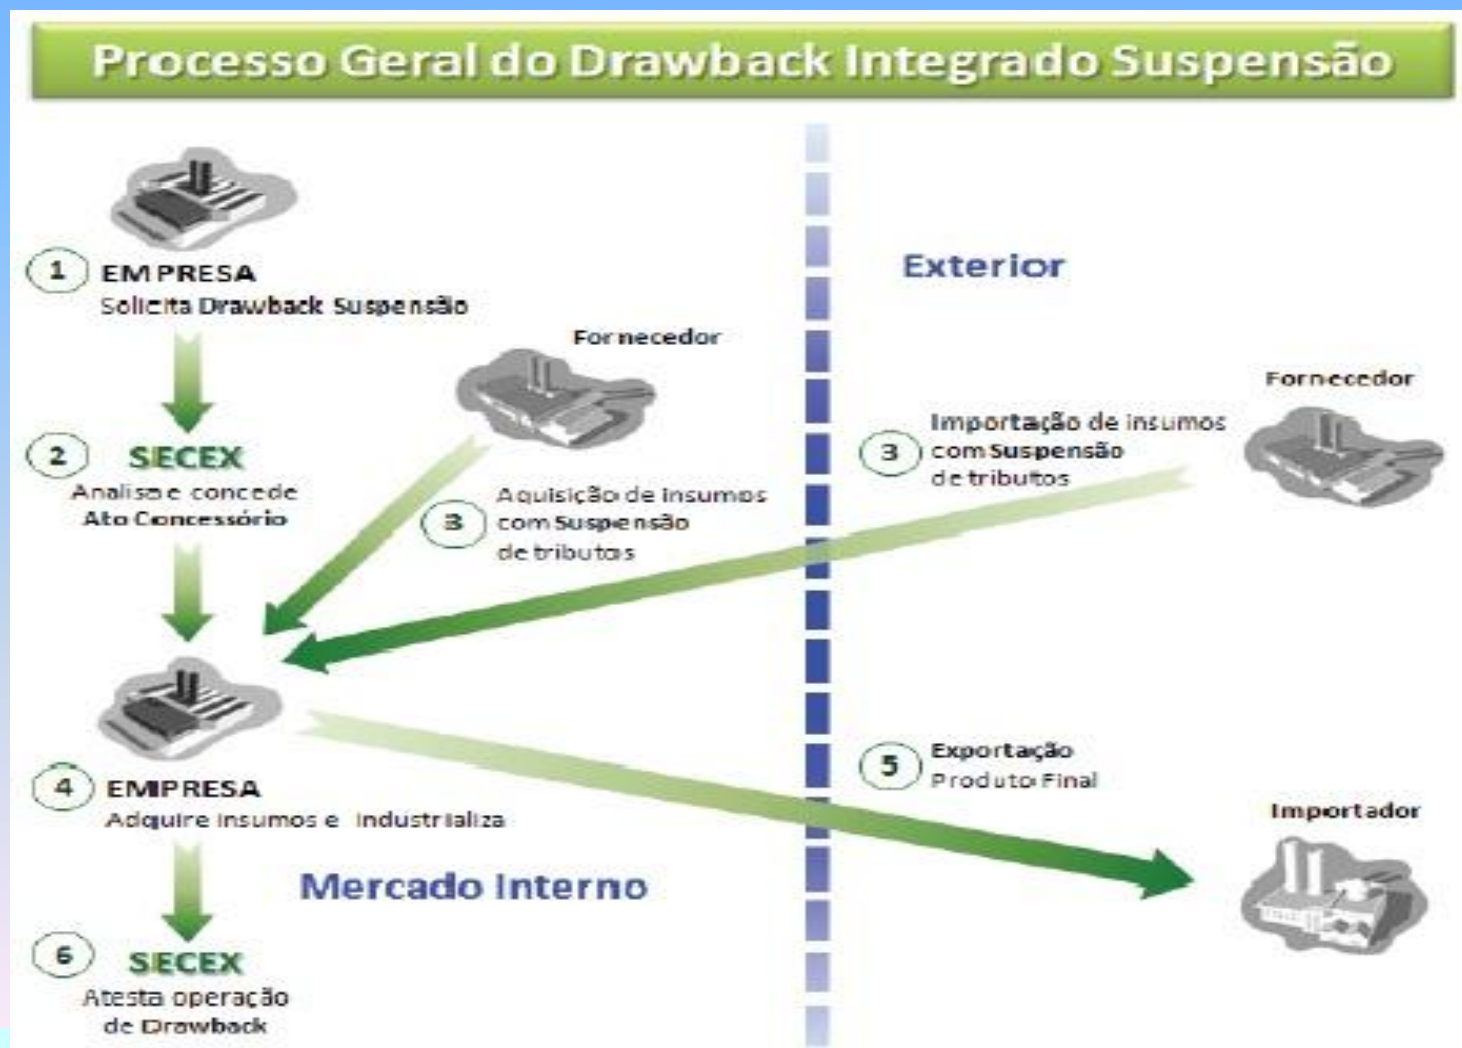 Processo Geral do Drawback Integrado Suspensão
1
EMPRESA
Solicita Drawback Suspensão
2
SECEX
Analisa e concede
Ato Concessório
Fornecedor
3
Aquisição de insumos
com Suspensão
de tributos
Exterior
Fornecedor
3
Importação de insumos
com Suspensão
de tributos
4
EMPRESA
Adquire insumos e Industrializa
Mercado Interno
5
Exportação
Produto Final
Importador
6
SECEX
Atesta operação
de Drawback